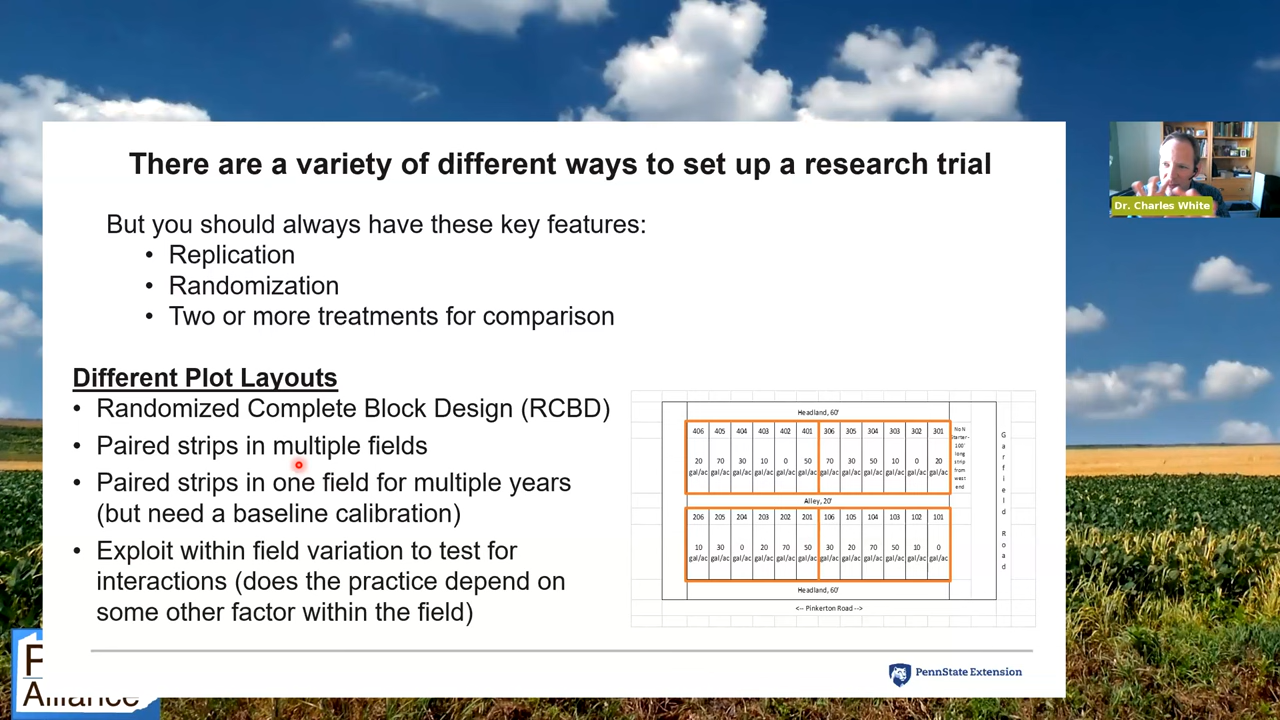 There are a variety of different ways to set up a research trial
But you should always have these key features:
• Replication
• Randomization
• Two or more treatments for comparison
Different Plot Layouts
• Randomized Complete Block Design (RCBD)
• Paired strips in multiple fields
• Paired strips in one field for multiple years
(but need a baseline calibration)
• Exploit within field variation to test for
interactions (does the practice depend on
some other factor within the field)
Headland, 60'
406 405 404 403 402 401 306 305 304 303 302 301
20 70 30 10 0 50 70 30 50 10 0 20
gal/ac gal/ac gal/ac gal/ac gal/ac gal/ac gal/ac gal/ac gal/ac gal/ac gal/ac gal/ac
No N
Starter-
100'
long
strip
from
west
end
Alley, 20'
206 205 204 203 202 201 106 105 104 103 102 101
10 30 0 20 70 50 30 20 70 50 10 0
gal/ac gal/ac gal/ac gal/ac gal/ac gal/ac gal/ac gal/ac gal/ac gal/ac gal/ac gal/ac
Headland, 60'
<-- Pinkerton Road -->
Garfield Road
PennState Extension
Dr. Charles White
Alliance